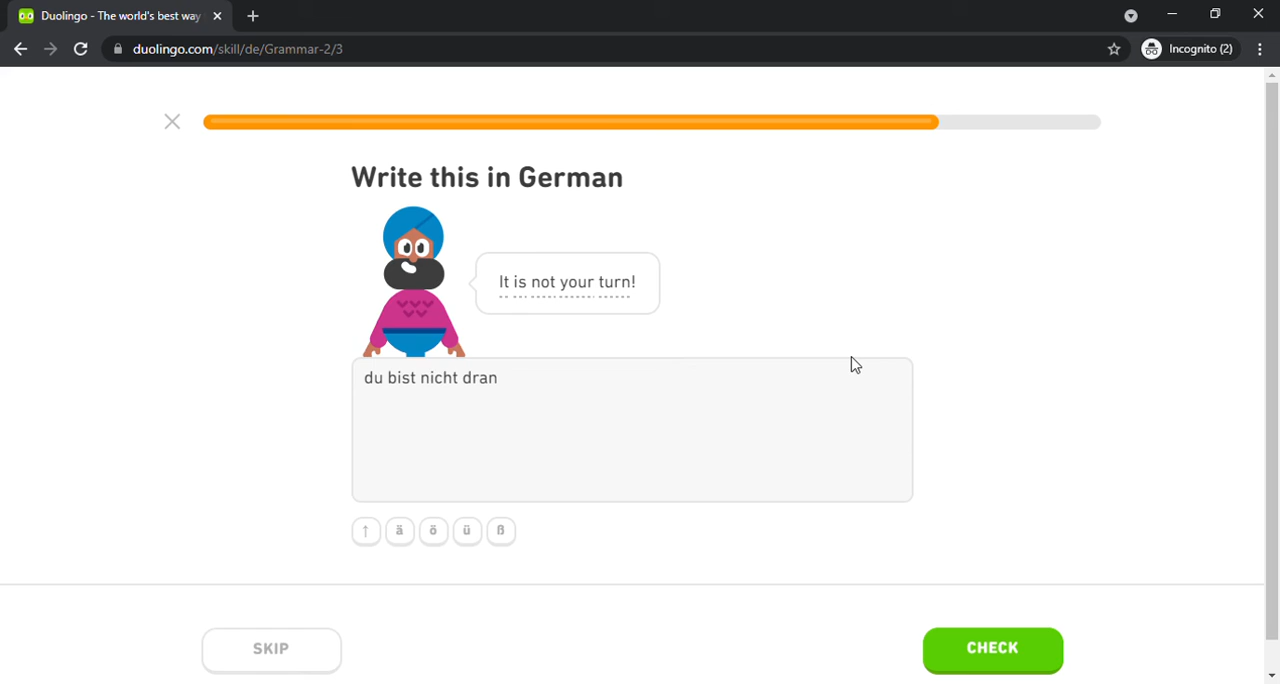 Duolingo - The world's best way
duolingo.com/skill/de/Grammar-2/3
Incognito (2)
Write this in German
It is not your turn!
du bist nicht dran
↑ ä ö ü ß
SKIP
CHECK